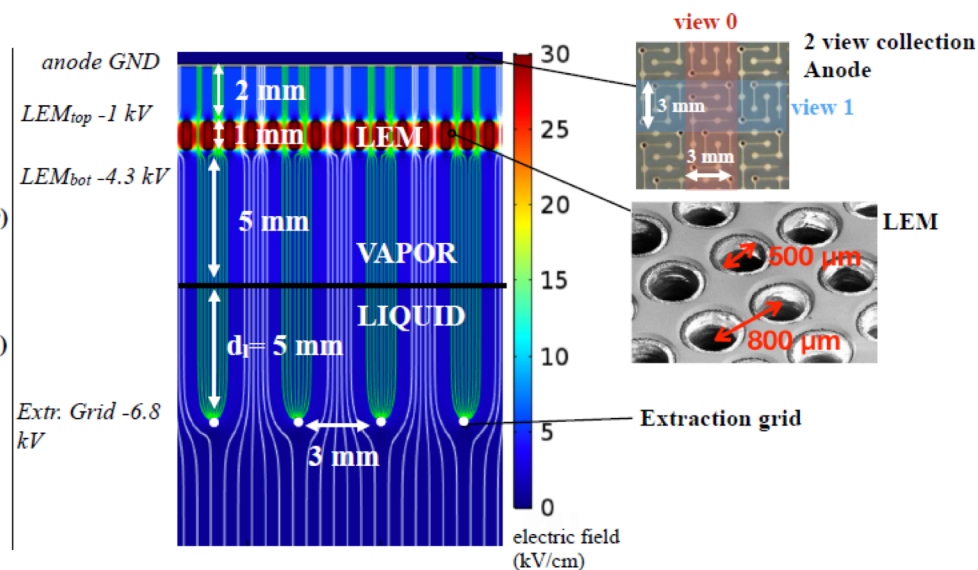 anode GND
LEMtop -1 kV
LEMbot -4.3 kV
Extr. Grid -6.8
kV
)
)
2 mm
1 mm
LEM
5 mm
VAPOR
LIQUID
dl= 5 mm
3 mm
30
25
20
15
10
5
0
electric field
(kV/cm)
view 0
2 view collection
Anode
view 1
3 mm
3 mm
LEM
500 µm
800 µm
Extraction grid